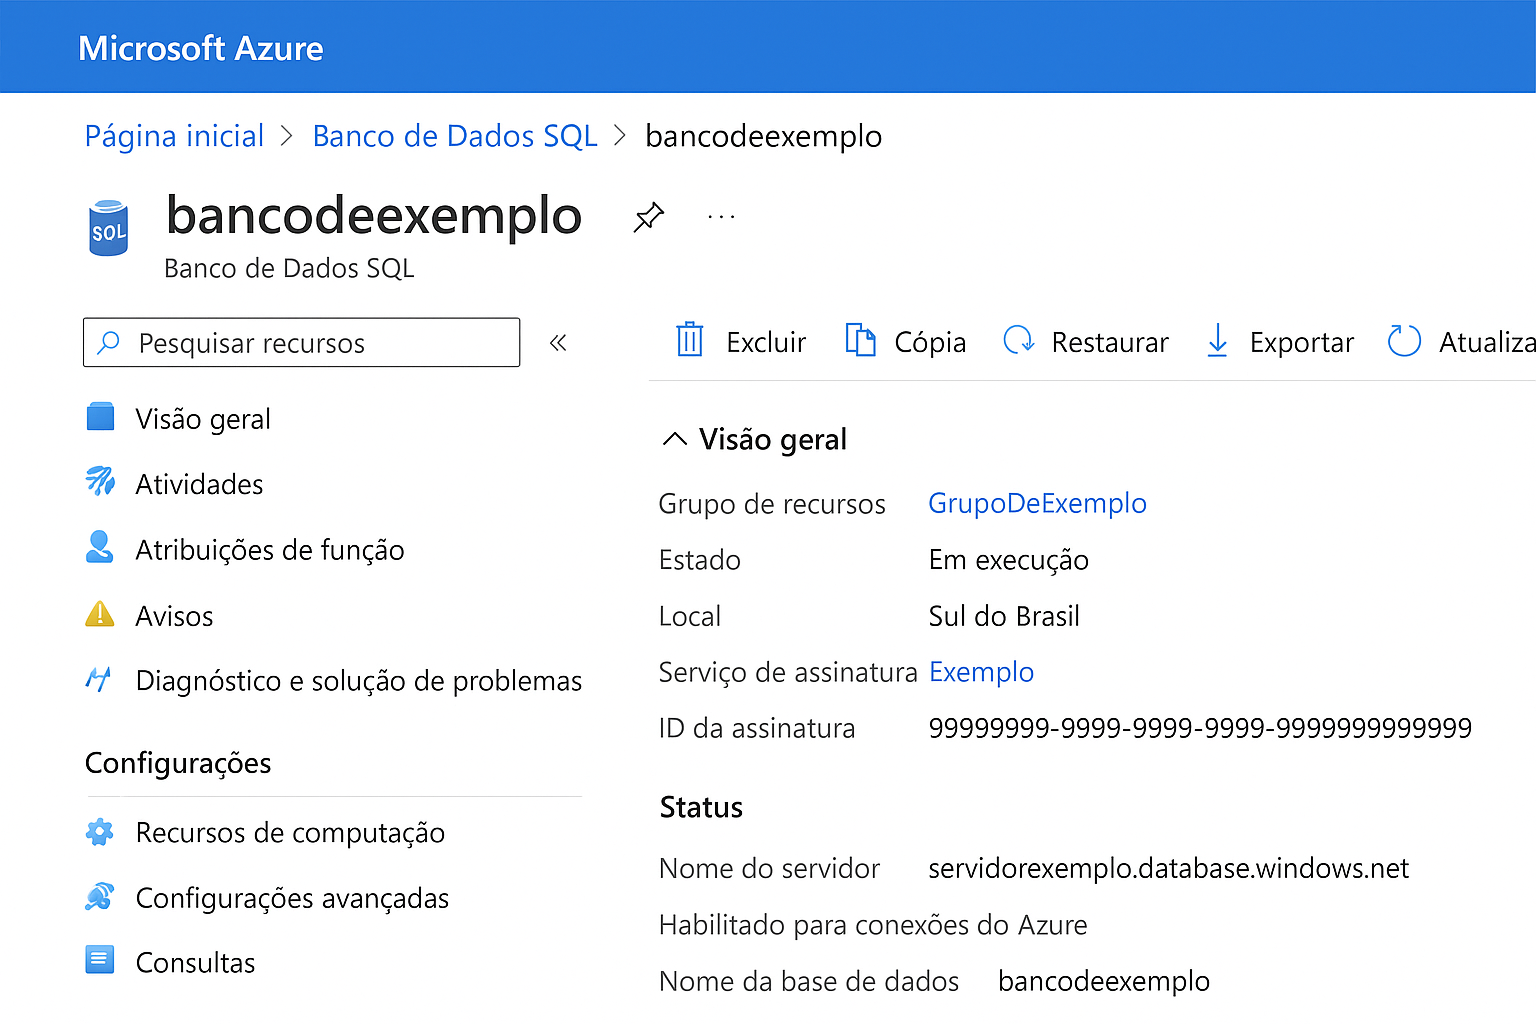 Microsoft Azure
Página inicial > Banco de Dados SQL > bancodeexemplo
SQL
bancodeexemplo
...
Banco de Dados SQL
Pesquisar recursos «
Visão geral
Atividades
Atribuições de função
Avisos
Diagnóstico e solução de problemas
Configurações
Recursos de computação
Configurações avançadas
Consultas
Excluir Cópia Restaurar Exportar Atualiza
Visão geral
Grupo de recursos GrupoDeExemplo
Estado Em execução
Local Sul do Brasil
Serviço de assinatura Exemplo
ID da assinatura 99999999-9999-9999-9999-9999999999999
Status
Nome do servidor servidorexemplo.database.windows.net
Habilitado para conexões do Azure
Nome da base de dados bancodeexemplo